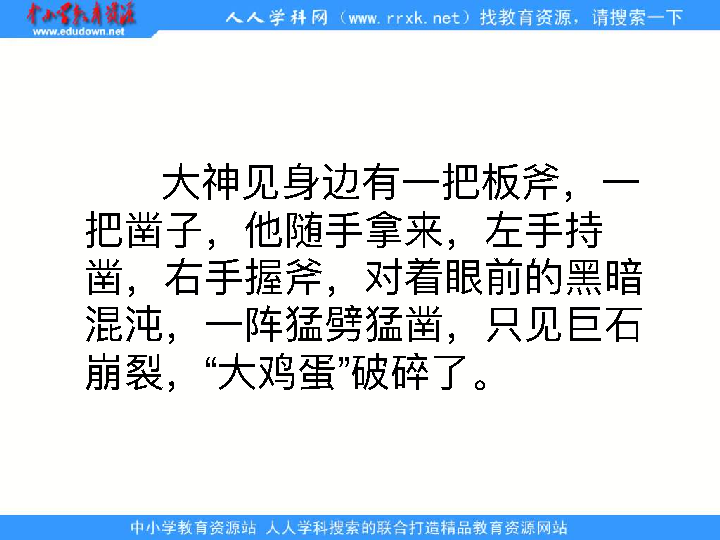 中小学教育资源
www.edudown.net
人人学科网（www.rrxk.net）找教育资源，请搜索一下
大神见身边有一把板斧，一
把凿子，他随手拿来，左手持
凿，右手握斧，对着眼前的黑暗
混沌，一阵猛劈猛凿，只见巨石
崩裂，“大鸡蛋”破碎了。
中小学教育资源站 人人学科搜索的联合打造精品教育资源网站